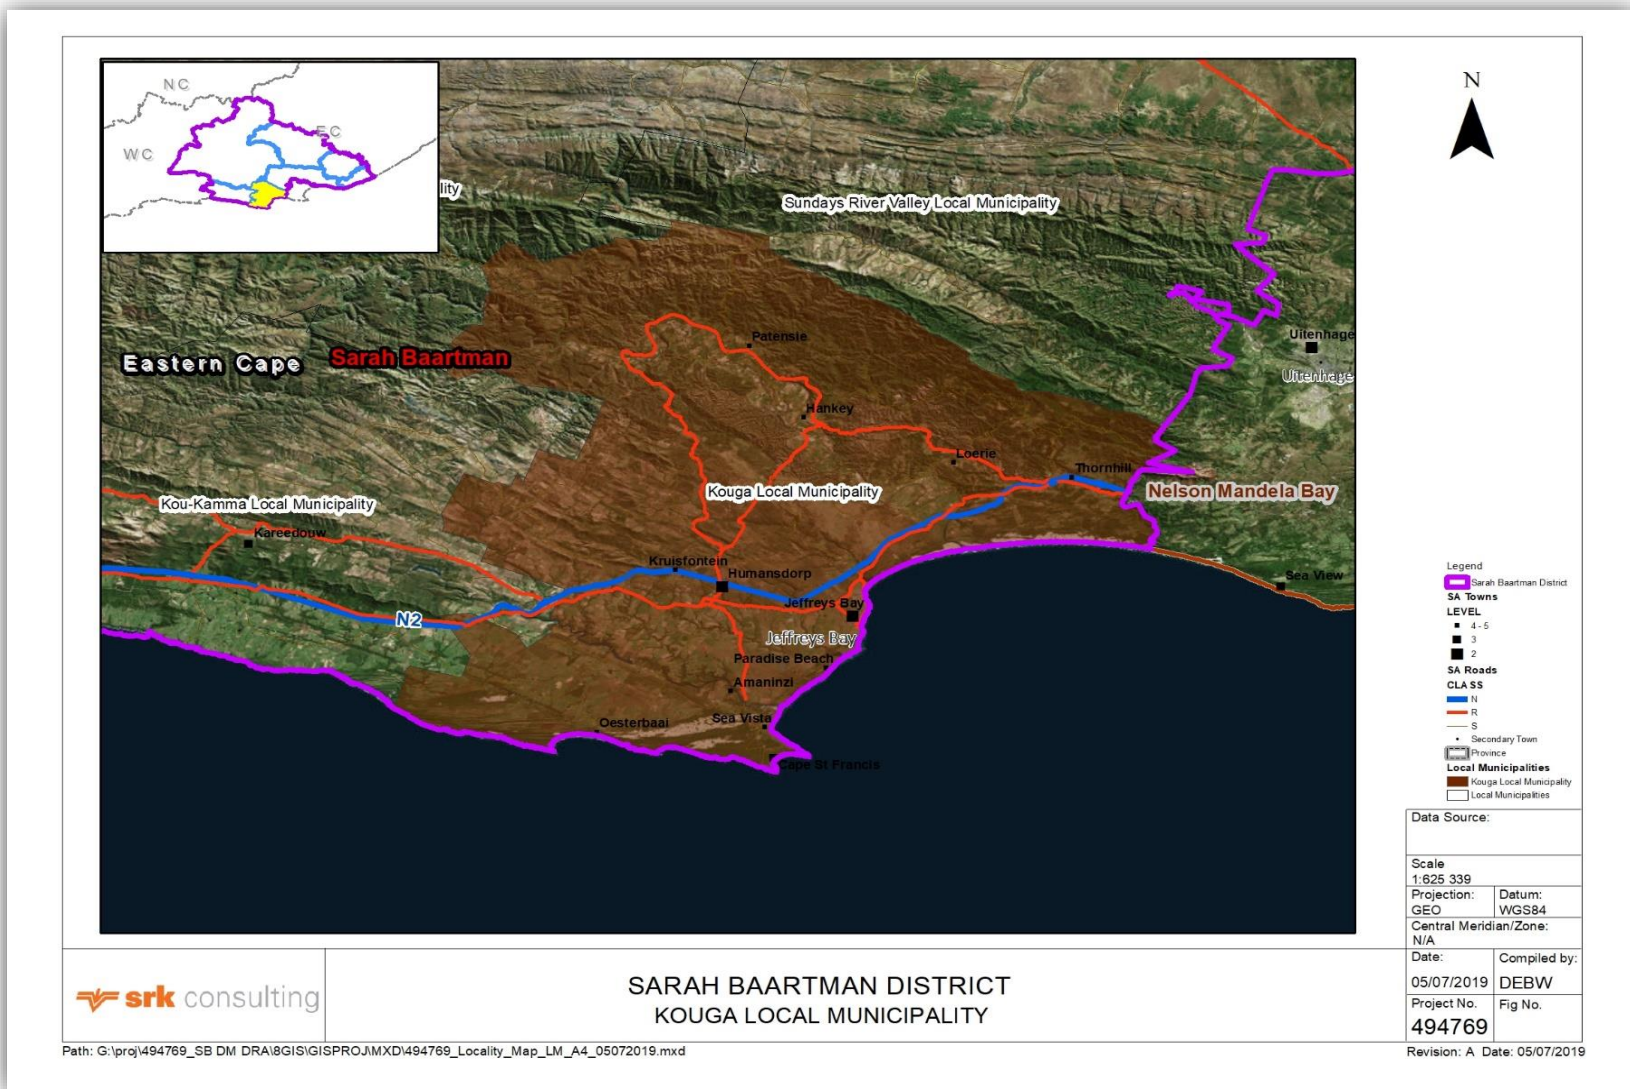 NC
EC
WC
lity
Sundays River Valley Local Municipality
Uitenhage
Uitenhage
Patensie
Eastern Cape
Sarah Baartman
Hankey
Loerie
Thornhill
Kouga Local Municipality
Nelson Mandela Bay
Kou-Kamma Local Municipality
Kareedouw
Kruisfontein
Humansdorp
Sea View
Jeffreys Bay
N2
Jeffreys Bay
Paradise Beach
Amaninzi
Sea Vista
Oesterbaai
Cape St Francis
N
Legend
Sarah Baartman District
SA Towns
LEVEL
4 - 5
3
2
SA Roads
CLASS
N
R
S
Secondary Town
Province
Local Municipalities
Kouga Local Municipality
Local Municipalities
Data Source:
Scale
1:625 339
Projection: Datum:
GEO WGS84
Central Meridian/Zone:
N/A
Date: Compiled by:
05/07/2019 DEBW
Project No. Fig No.
494769
srk consulting
SARAH BAARTMAN DISTRICT
KOUGA LOCAL MUNICIPALITY
Path: G:\proj\494769_SB DM DRA\8GIS\GISPROJ\MXD\494769_Locality_Map_LM_A4_05072019.mxd
Revision: A Date: 05/07/2019